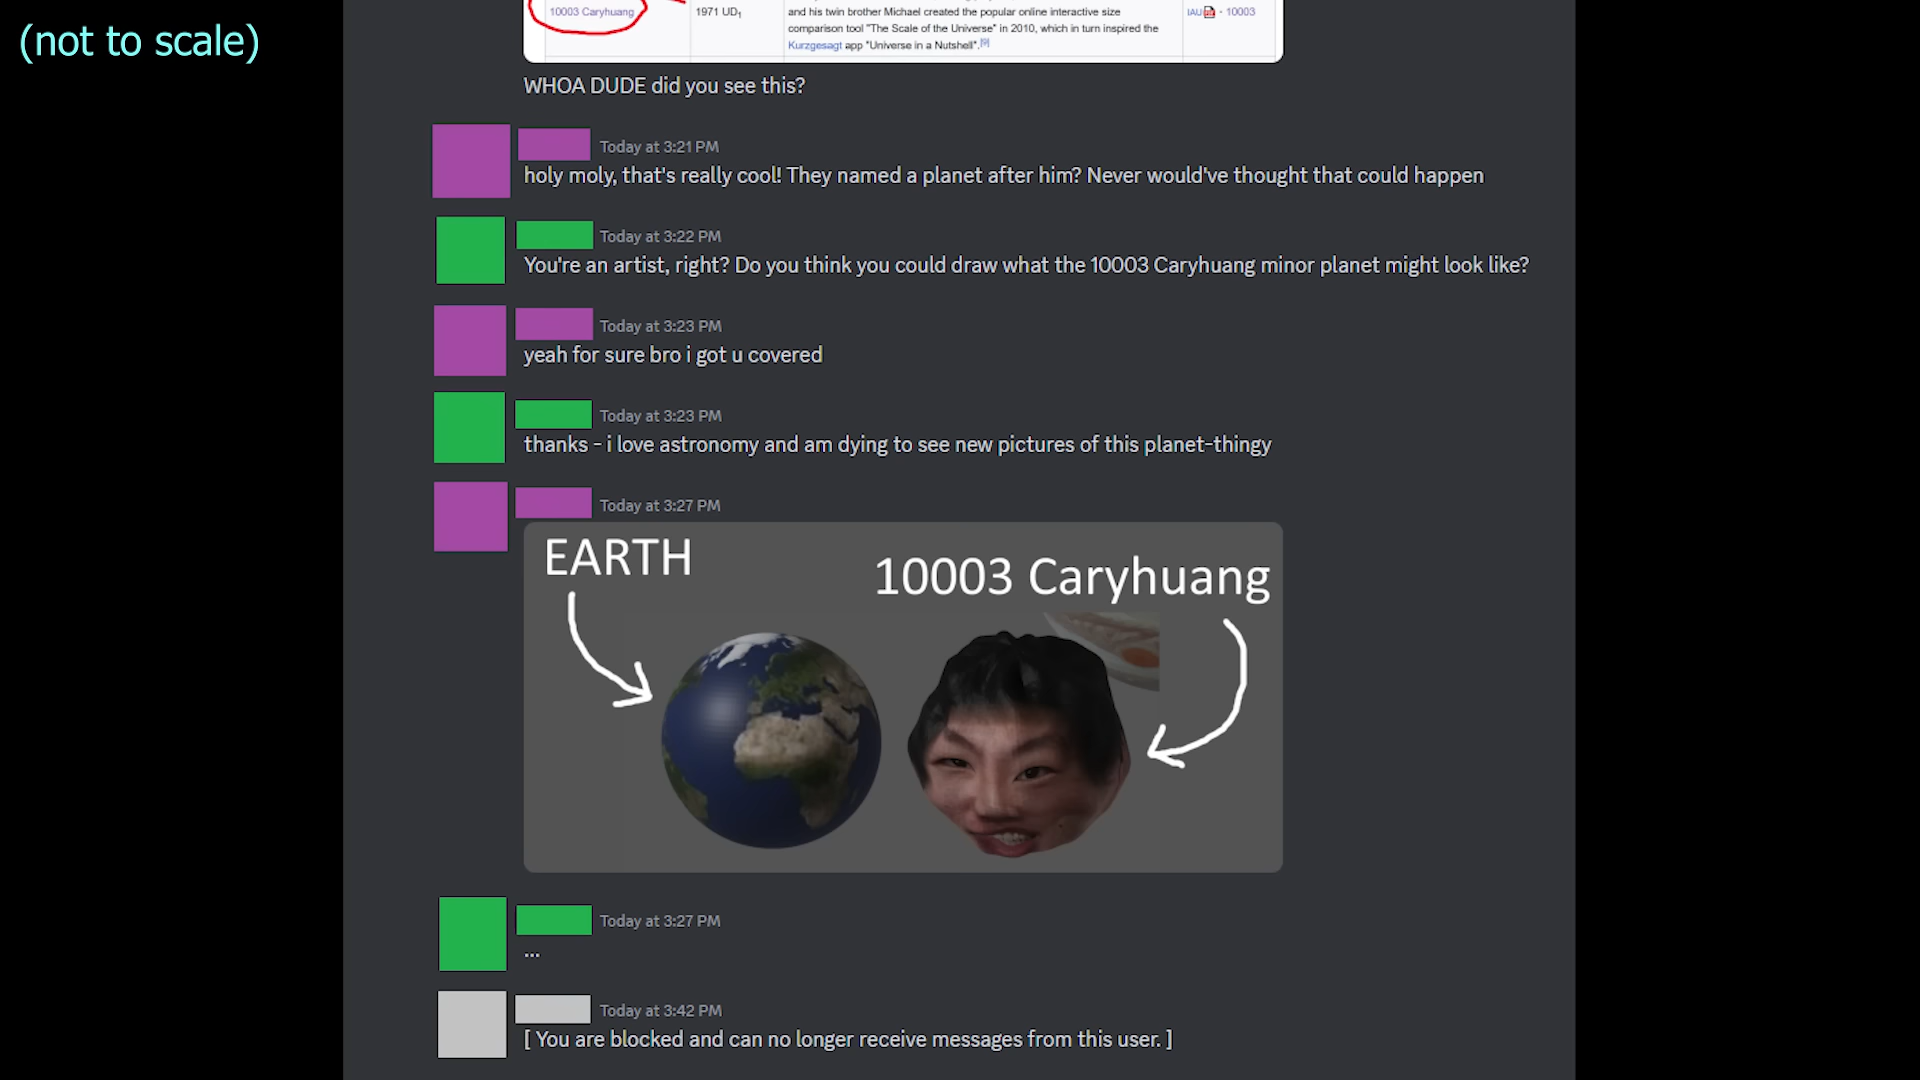 (not to scale)
10003 Caryhuang
1971 UD₁
and his twin brother Michael created the popular online interactive size
comparison tool "The Scale of the Universe" in 2010, which in turn inspired the
Kurzgesagt app "Universe in a Nutshell".[9]
IAU · 10003
WHOA DUDE did you see this?
Today at 3:21 PM
holy moly, that's really cool! They named a planet after him? Never would've thought that could happen
Today at 3:22 PM
You're an artist, right? Do you think you could draw what the 10003 Caryhuang minor planet might look like?
Today at 3:23 PM
yeah for sure bro i got u covered
Today at 3:23 PM
thanks - i love astronomy and am dying to see new pictures of this planet-thingy
Today at 3:27 PM
EARTH
10003 Caryhuang
Today at 3:27 PM
...
Today at 3:42 PM
[ You are blocked and can no longer receive messages from this user. ]